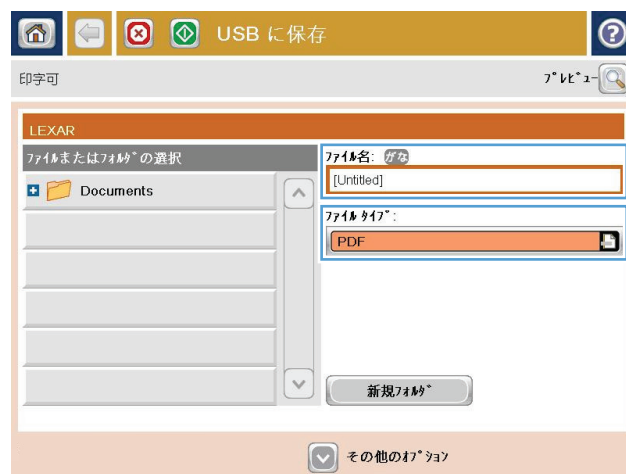 USB に保存
?
印字可
ﾌﾟﾚﾋﾞｭｰ
LEXAR
ﾌｧｲﾙまたはﾌｫﾙﾀﾞの選択
Documents
ﾌｧｲﾙ名: がな
[Untitled]
ﾌｧｲﾙ ﾀｲﾌﾟ:
PDF
新規ﾌｫﾙﾀﾞ
その他のｵﾌﾟｼｮﾝ